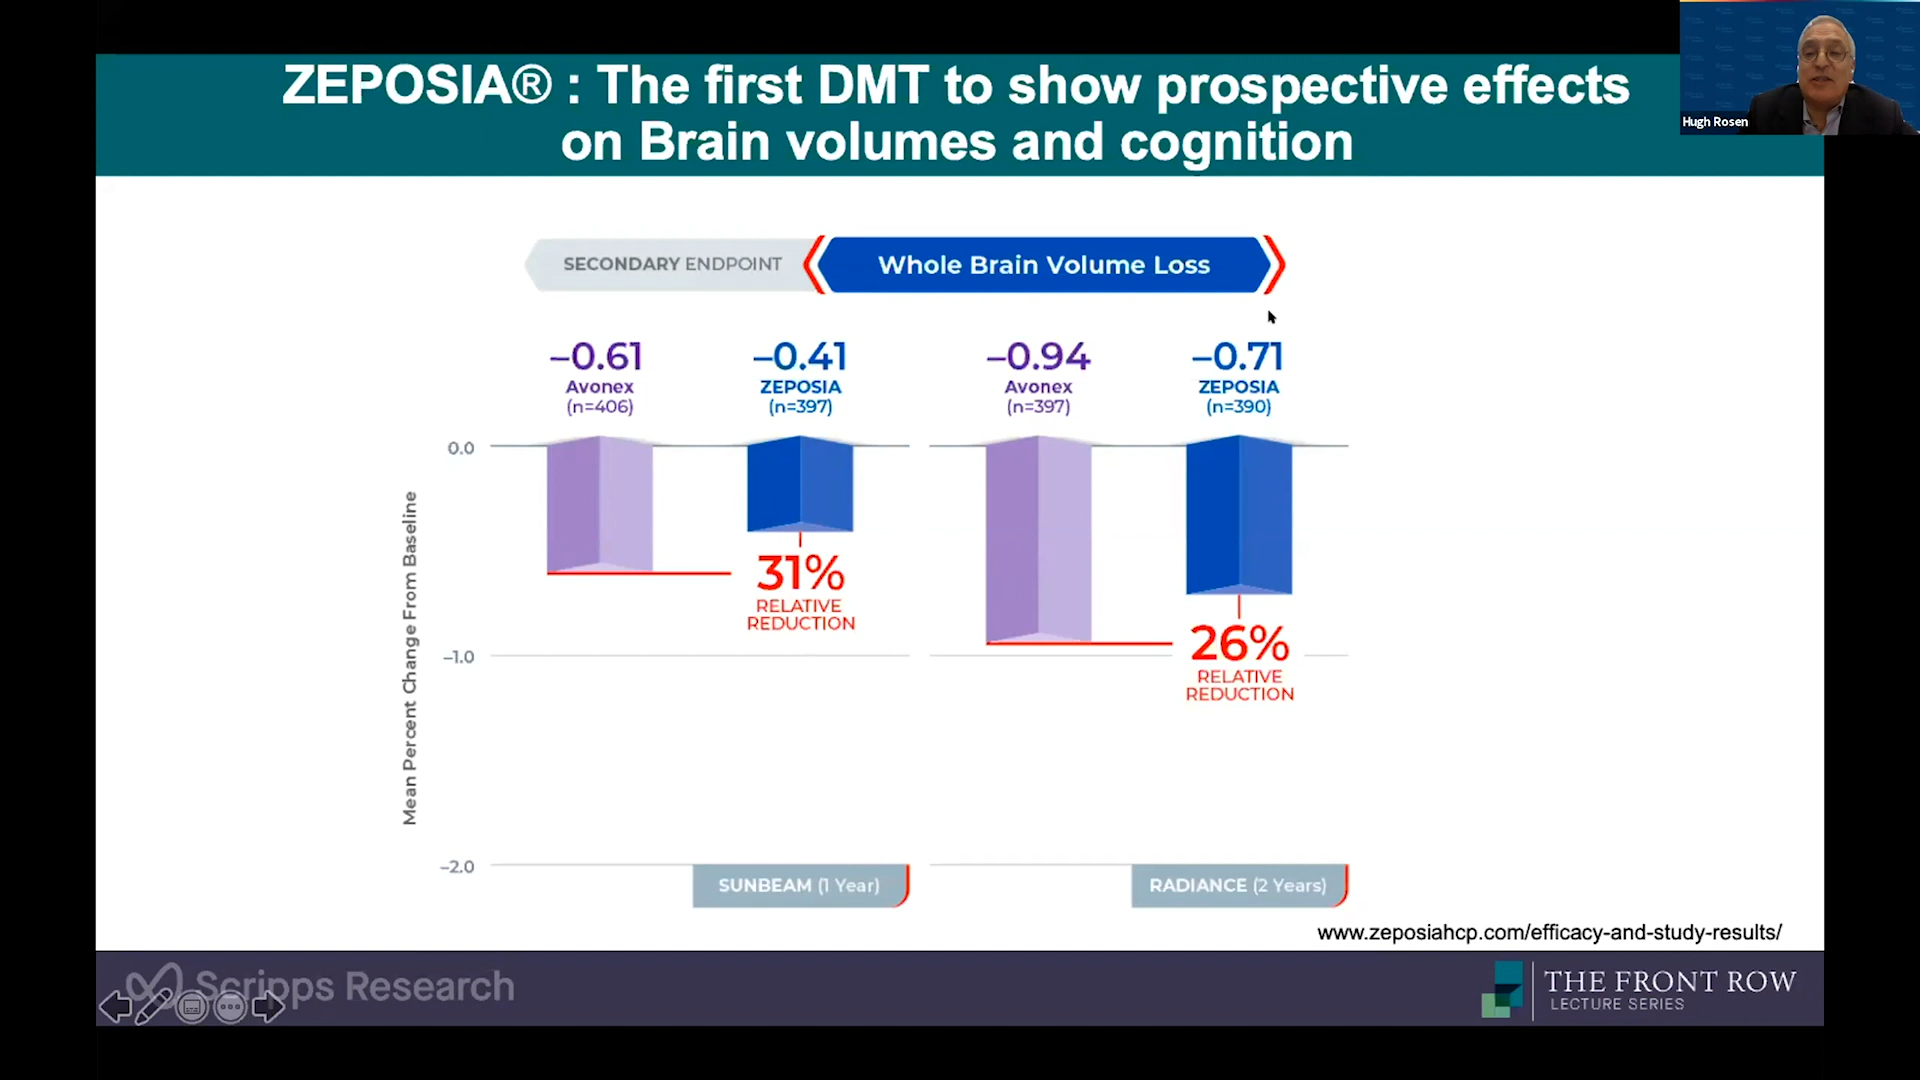 ZEPOSIA® : The first DMT to show prospective effects
on Brain volumes and cognition
Hugh Rosen
SECONDARY ENDPOINT
Whole Brain Volume Loss
–0.61
Avonex
(n=406)
–0.41
ZEPOSIA
(n=397)
–0.94
Avonex
(n=397)
–0.71
ZEPOSIA
(n=390)
Mean Percent Change From Baseline
0.0
–1.0
–2.0
31%
RELATIVE
REDUCTION
26%
RELATIVE
REDUCTION
SUNBEAM (1 Year)
RADIANCE (2 Years)
www.zeposiahcp.com/efficacy-and-study-results/
Scripps Research
THE FRONT ROW
LECTURE SERIES